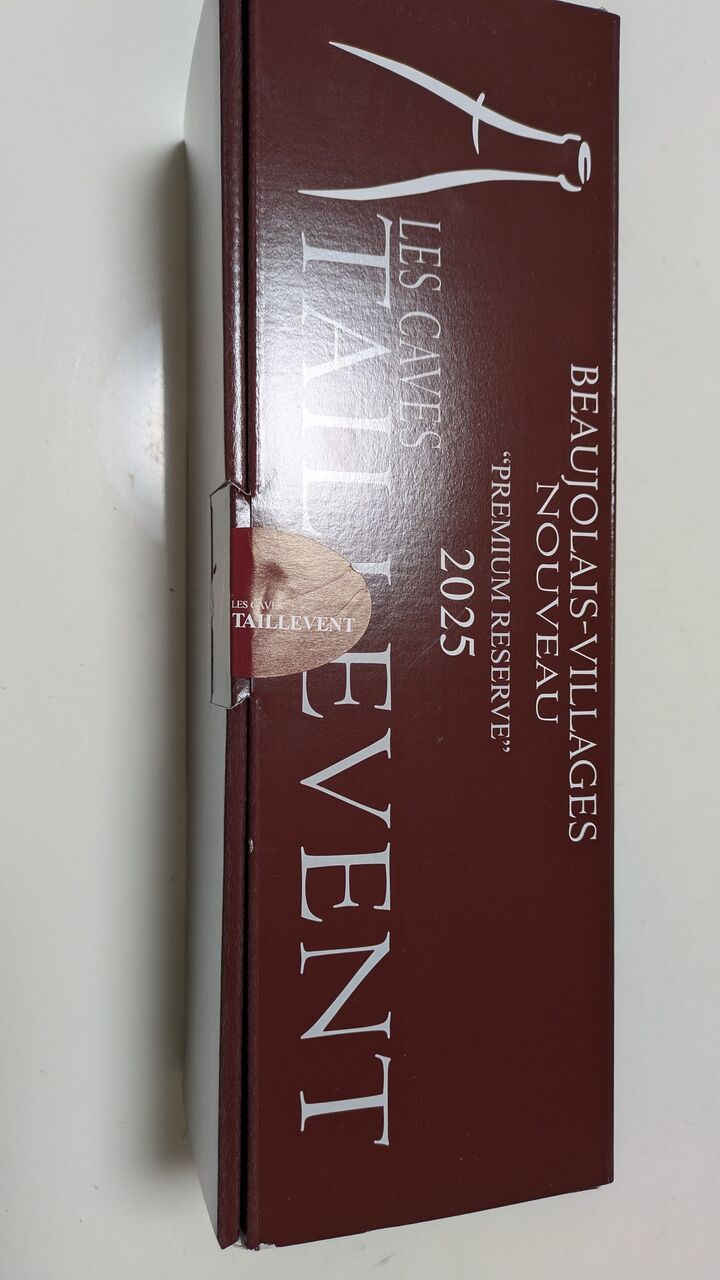 BEAUJOLAIS-VILLAGES
NOUVEAU
“PREMIUM RESERVE”
2025
LES CAVES
TAILLEVENT
LES CAVES
TAILLEVENT